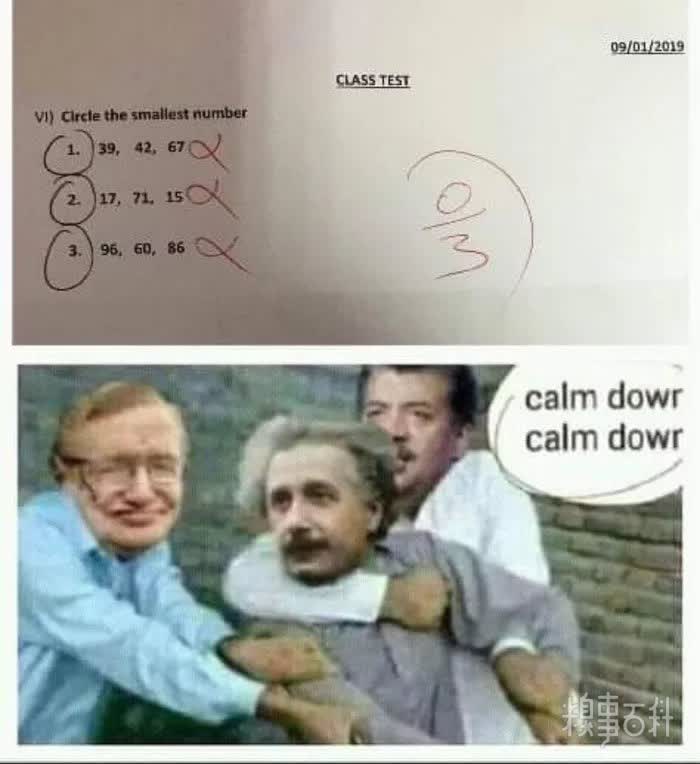 09/01/2019
CLASS TEST
VI) Circle the smallest number
1. 39, 42, 67
2. 17, 71, 15
3. 96, 60, 86
0/3
calm dowr
calm dowr
糗事百科